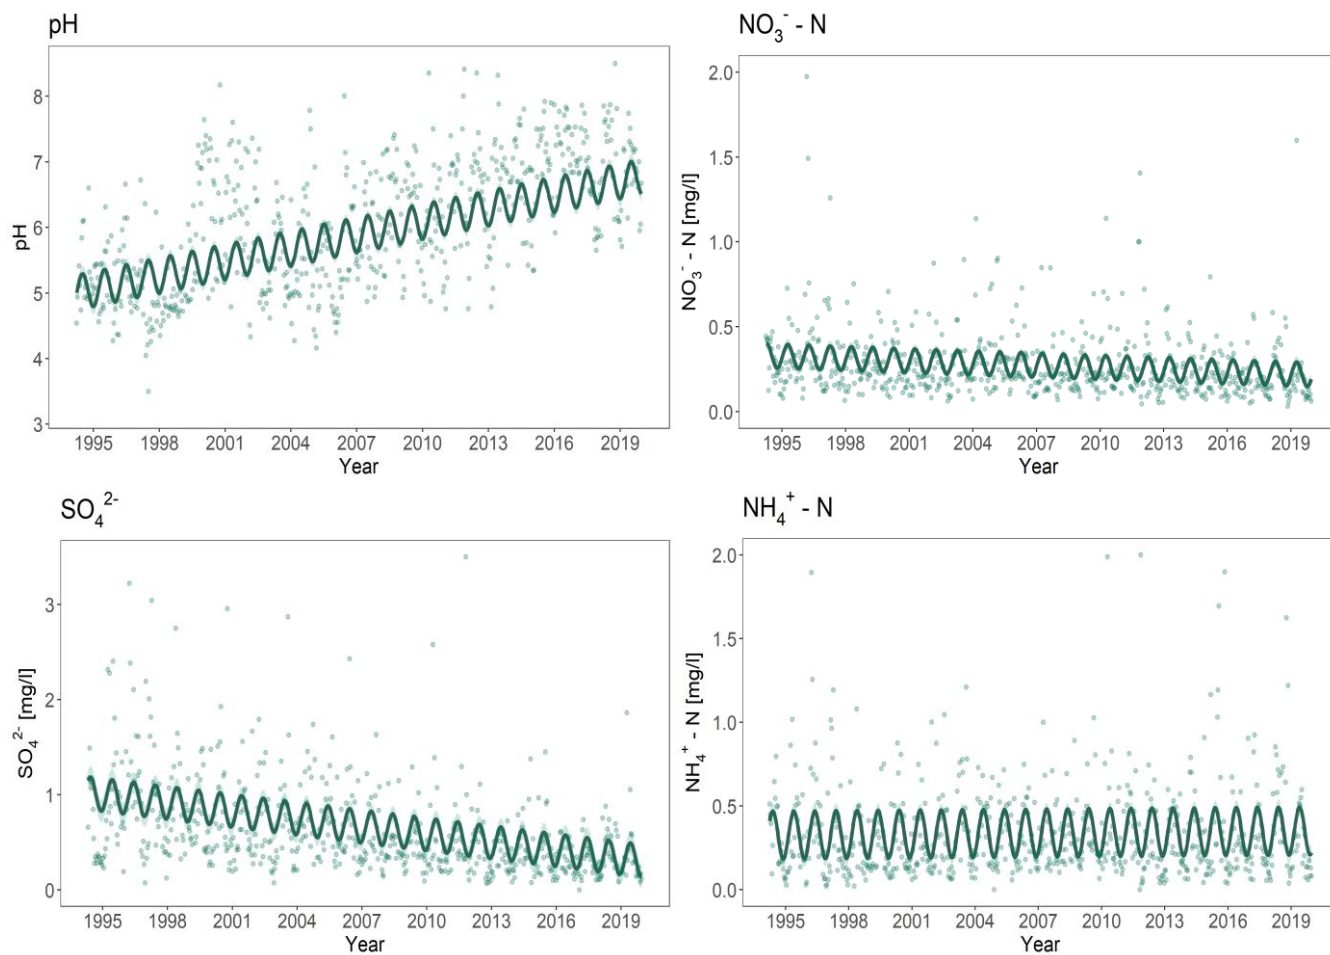 pH
8
7
6
5
4
3
pH
1995 1998 2001 2004 2007 2010 2013 2016 2019
Year
NO₃⁻ - N
2.0
1.5
1.0
0.5
0.0
NO₃⁻ - N [mg/l]
1995 1998 2001 2004 2007 2010 2013 2016 2019
Year
SO₄²⁻
3
2
1
0
SO₄²⁻ [mg/l]
1995 1998 2001 2004 2007 2010 2013 2016 2019
Year
NH₄⁺ - N
2.0
1.5
1.0
0.5
0.0
NH₄⁺ - N [mg/l]
1995 1998 2001 2004 2007 2010 2013 2016 2019
Year